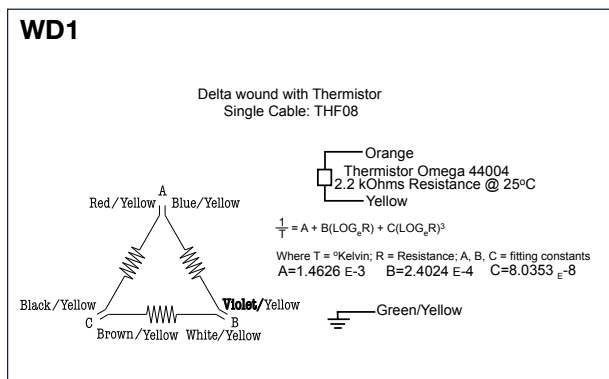 WD1
Delta wound with Thermistor
Single Cable: THF08
Orange
Thermistor Omega 44004
2.2 kOhms Resistance @ 25ºC
Yellow
A
Red/Yellow Blue/Yellow
1/T = A + B(LOGeR) + C(LOGeR)³
Where T = ºKelvin; R = Resistance; A, B, C = fitting constants
A=1.4626 E-3 B=2.4024 E-4 C=8.0353 E-8
Black/Yellow Violet/Yellow
C B
Brown/Yellow White/Yellow
Green/Yellow